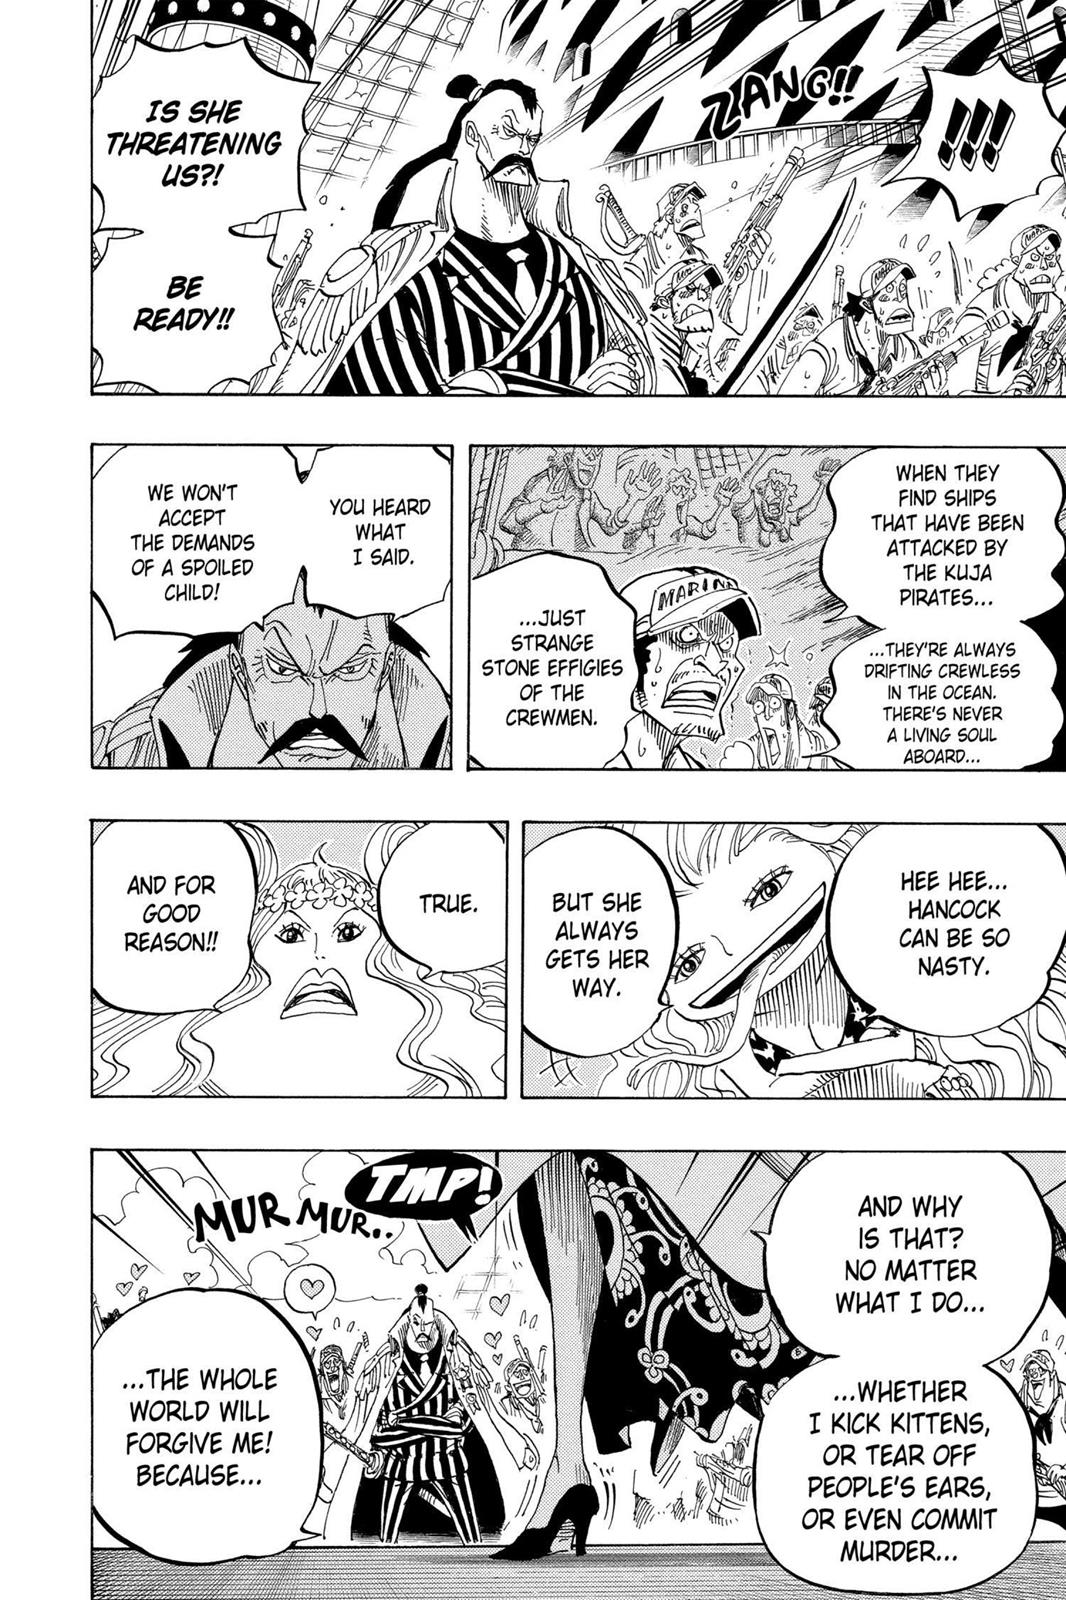 !!!
ZANG!!
MARINE
IS SHE
THREATENING
US?!
BE
READY!!
WHEN THEY
FIND SHIPS
THAT HAVE BEEN
ATTACKED BY
THE KUJA
PIRATES...
...THEY'RE ALWAYS
DRIFTING CREWLESS
IN THE OCEAN.
THERE'S NEVER
A LIVING SOUL
ABOARD...
MARINE
...JUST
STRANGE
STONE EFFIGIES
OF THE
CREWMEN.
YOU HEARD
WHAT
I SAID.
WE WON'T
ACCEPT
THE DEMANDS
OF A SPOILED
CHILD!
HEE HEE...
HANCOCK
CAN BE SO
NASTY.
BUT SHE
ALWAYS
GETS HER
WAY.
TRUE.
AND FOR
GOOD
REASON!!
AND WHY
IS THAT?
NO MATTER
WHAT I DO...
...WHETHER
I KICK KITTENS,
OR TEAR OFF
PEOPLE'S EARS,
OR EVEN COMMIT
MURDER...
TMP!
MUR MUR..
...THE WHOLE
WORLD WILL
FORGIVE ME!
BECAUSE...